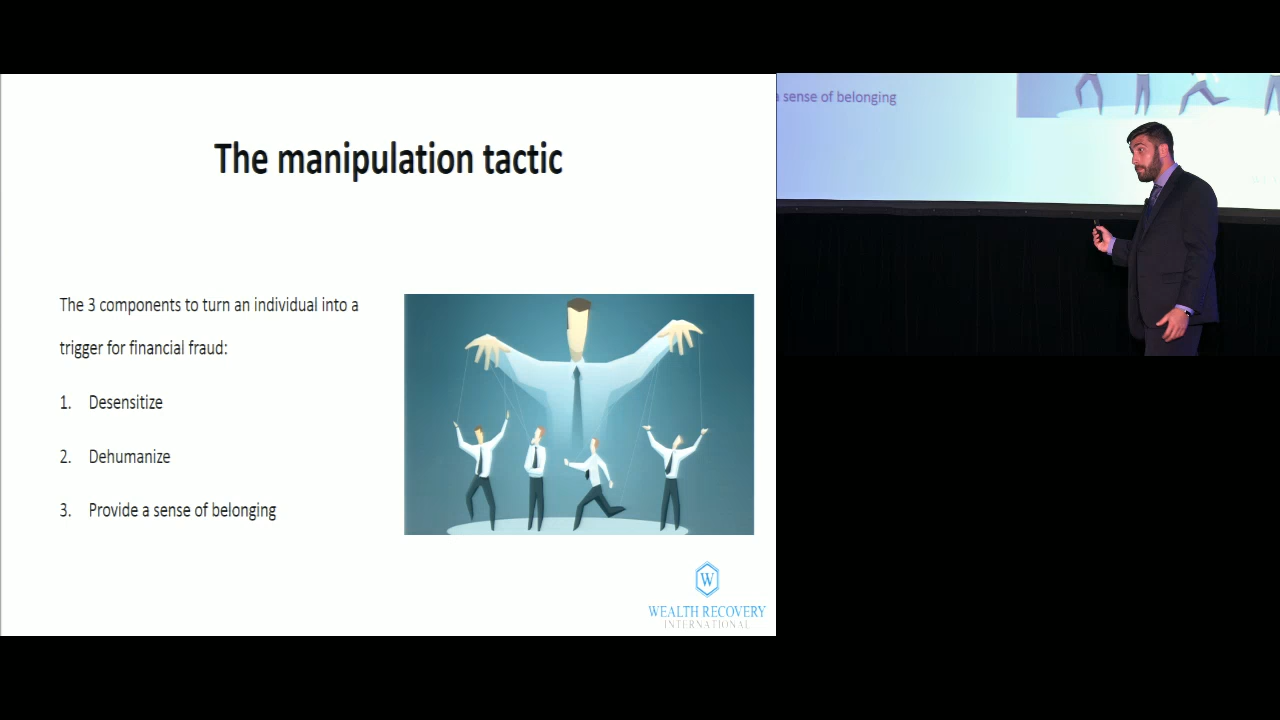 The manipulation tactic
The 3 components to turn an individual into a
trigger for financial fraud:
1. Desensitize
2. Dehumanize
3. Provide a sense of belonging
W
WEALTH RECOVERY
INTERNATIONAL
a sense of belonging